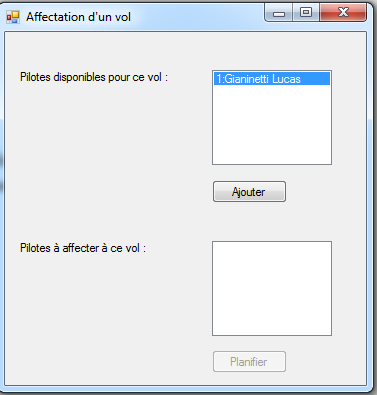 Affectation d'un vol
Pilotes disponibles pour ce vol :
1:Gianinetti Lucas
Ajouter
Pilotes à affecter à ce vol :
Planifier